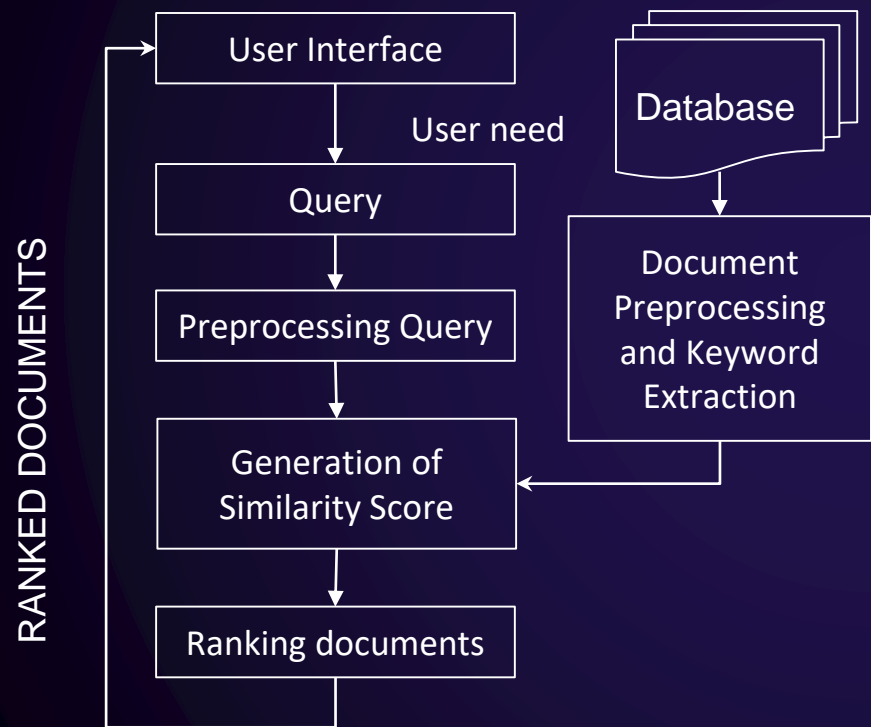 User Interface
User need
Database
Query
Document
Preprocessing
and Keyword
Extraction
Preprocessing Query
Generation of
Similarity Score
Ranking documents
RANKED DOCUMENTS